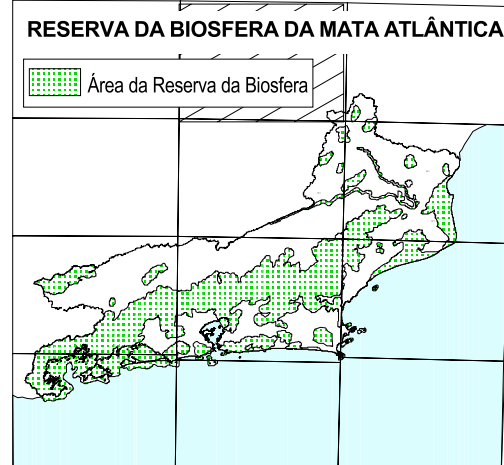 RESERVA DA BIOSFERA DA MATA ATLÂNTICA
Área da Reserva da Biosfera